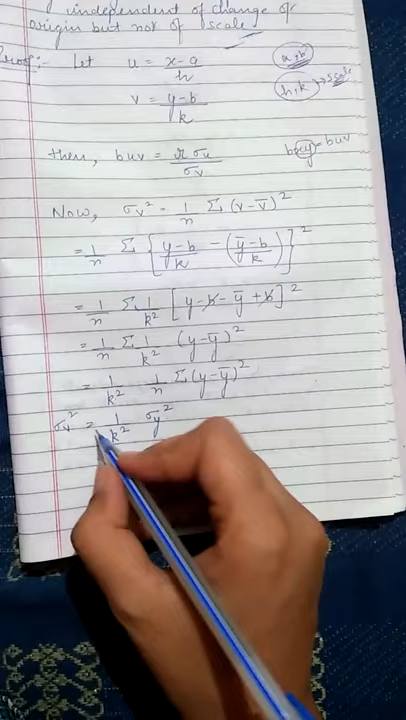 independent of change of
origin but not of scale
Proof:- Let u = x-a/h (a,b)
v = y-b/k (h,k)→scale
then, buv = r σu/σv bxy = buv
Now, σv² = 1/n Σ (v-v̄)²
= 1/n Σ {y-b/k - (ȳ-b/k)}²
= 1/n Σ 1/k² [y-b-ȳ+b]²
= 1/n Σ 1/k² (y-ȳ)²
= 1/k² 1/n Σ (y-ȳ)²
σv² = 1/k² σy²